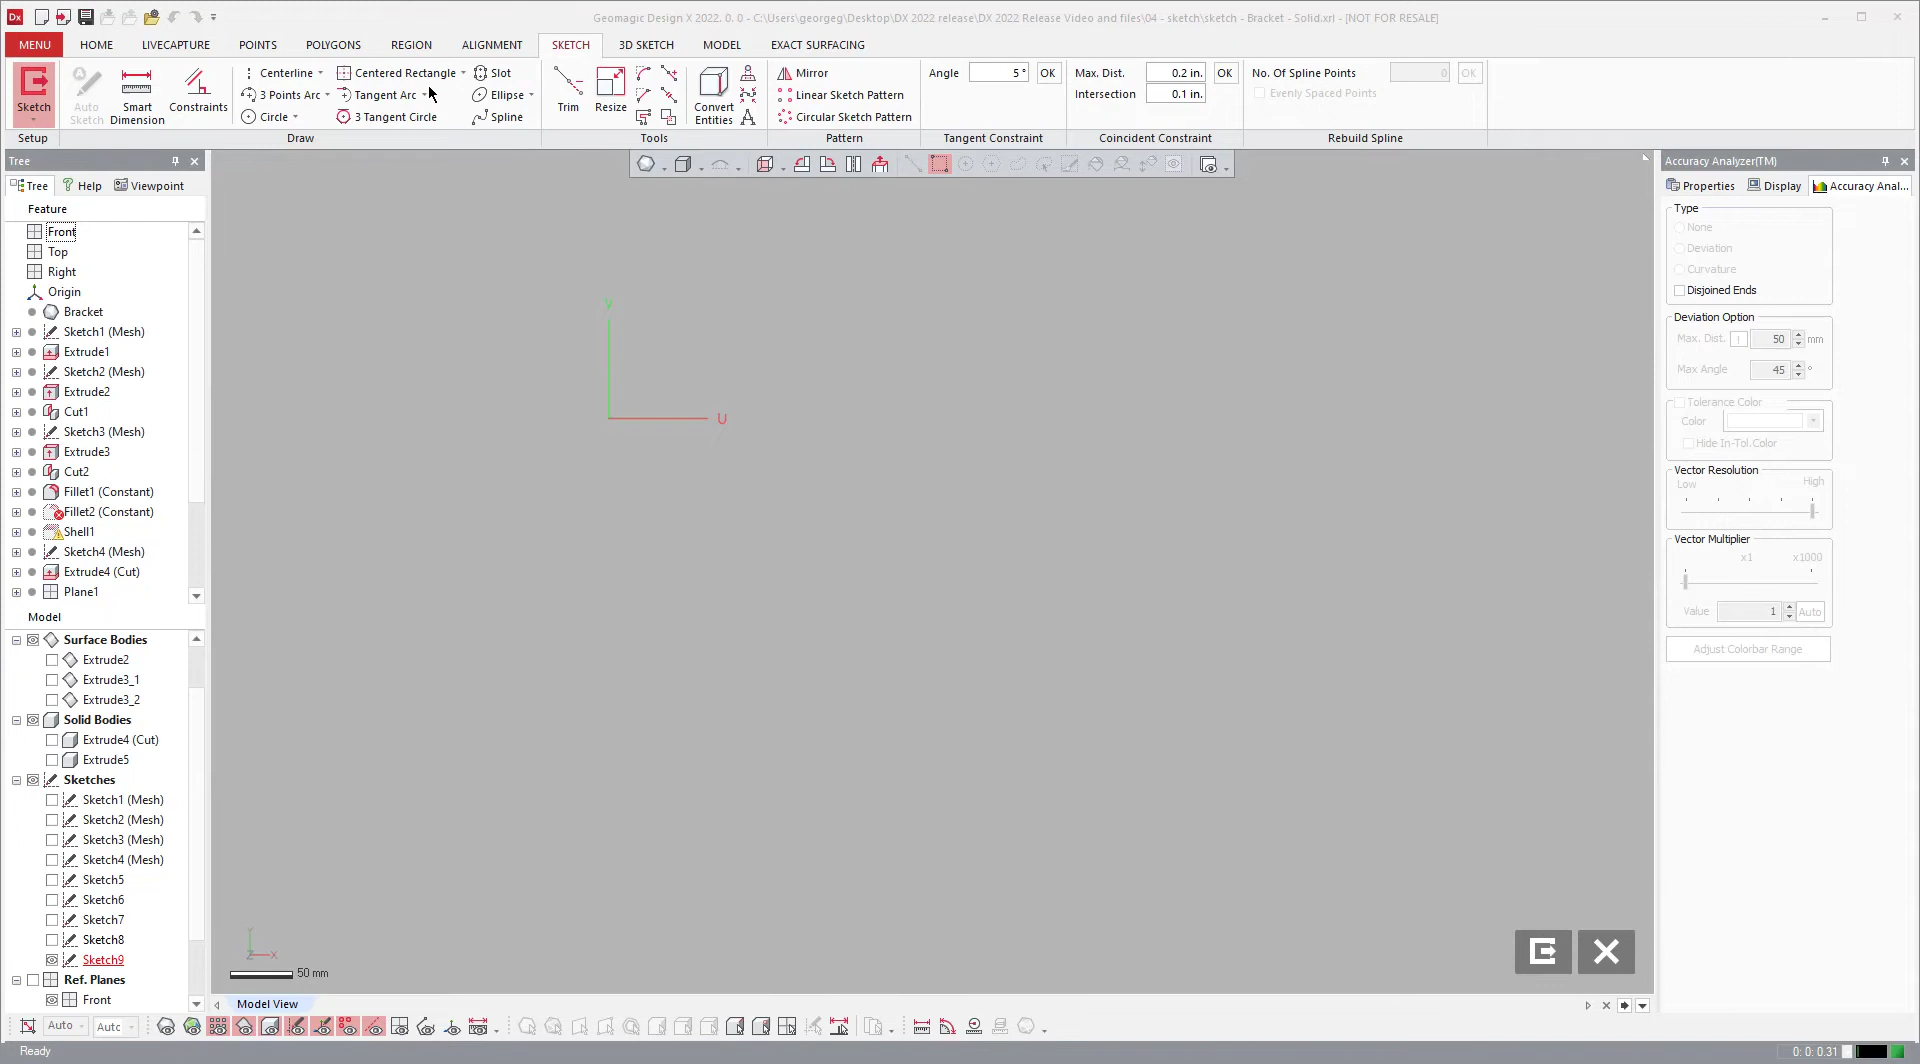 Dx
Geomagic Design X 2022. 0. 0 - C:\Users\georgeg\Desktop\DX 2022 release\DX 2022 Release Video and files\04 - sketch\sketch - Bracket - Solid.xrl - [NOT FOR RESALE]
MENU HOME LIVECAPTURE POINTS POLYGONS REGION ALIGNMENT SKETCH 3D SKETCH MODEL EXACT SURFACING
Centerline Centered Rectangle Slot Mirror Angle 5 ° OK Max. Dist. 0.2 in. OK No. Of Spline Points 0 OK
3 Points Arc Tangent Arc Ellipse Linear Sketch Pattern Intersection 0.1 in. Evenly Spaced Points
Circle 3 Tangent Circle Spline Circular Sketch Pattern
Sketch
Auto Sketch
Smart Dimension
Constraints
Trim
Resize
Convert Entities
Setup Draw Tools Pattern Tangent Constraint Coincident Constraint Rebuild Spline
Tree
Tree Help Viewpoint
Feature
Front
Top
Right
Origin
Bracket
Sketch1 (Mesh)
Extrude1
Sketch2 (Mesh)
Extrude2
Cut1
Sketch3 (Mesh)
Extrude3
Cut2
Fillet1 (Constant)
Fillet2 (Constant)
Shell1
Sketch4 (Mesh)
Extrude4 (Cut)
Plane1
Model
Surface Bodies
Extrude2
Extrude3_1
Extrude3_2
Solid Bodies
Extrude4 (Cut)
Extrude5
Sketches
Sketch1 (Mesh)
Sketch2 (Mesh)
Sketch3 (Mesh)
Sketch4 (Mesh)
Sketch5
Sketch6
Sketch7
Sketch8
Sketch9
Ref. Planes
Front
U
Z X
50 mm
Model View
Accuracy Analyzer(TM)
Properties Display Accuracy Anal...
Type
None
Deviation
Curvature
Disjoined Ends
Deviation Option
Max. Dist. 50 mm
Max Angle 45 °
Tolerance Color
Color
Hide In-Tol.Color
Vector Resolution
Low High
Vector Multiplier
x1 x1000
Value 1 Auto
Adjust Colorbar Range
Auto Autc
Ready 0: 0: 0.31